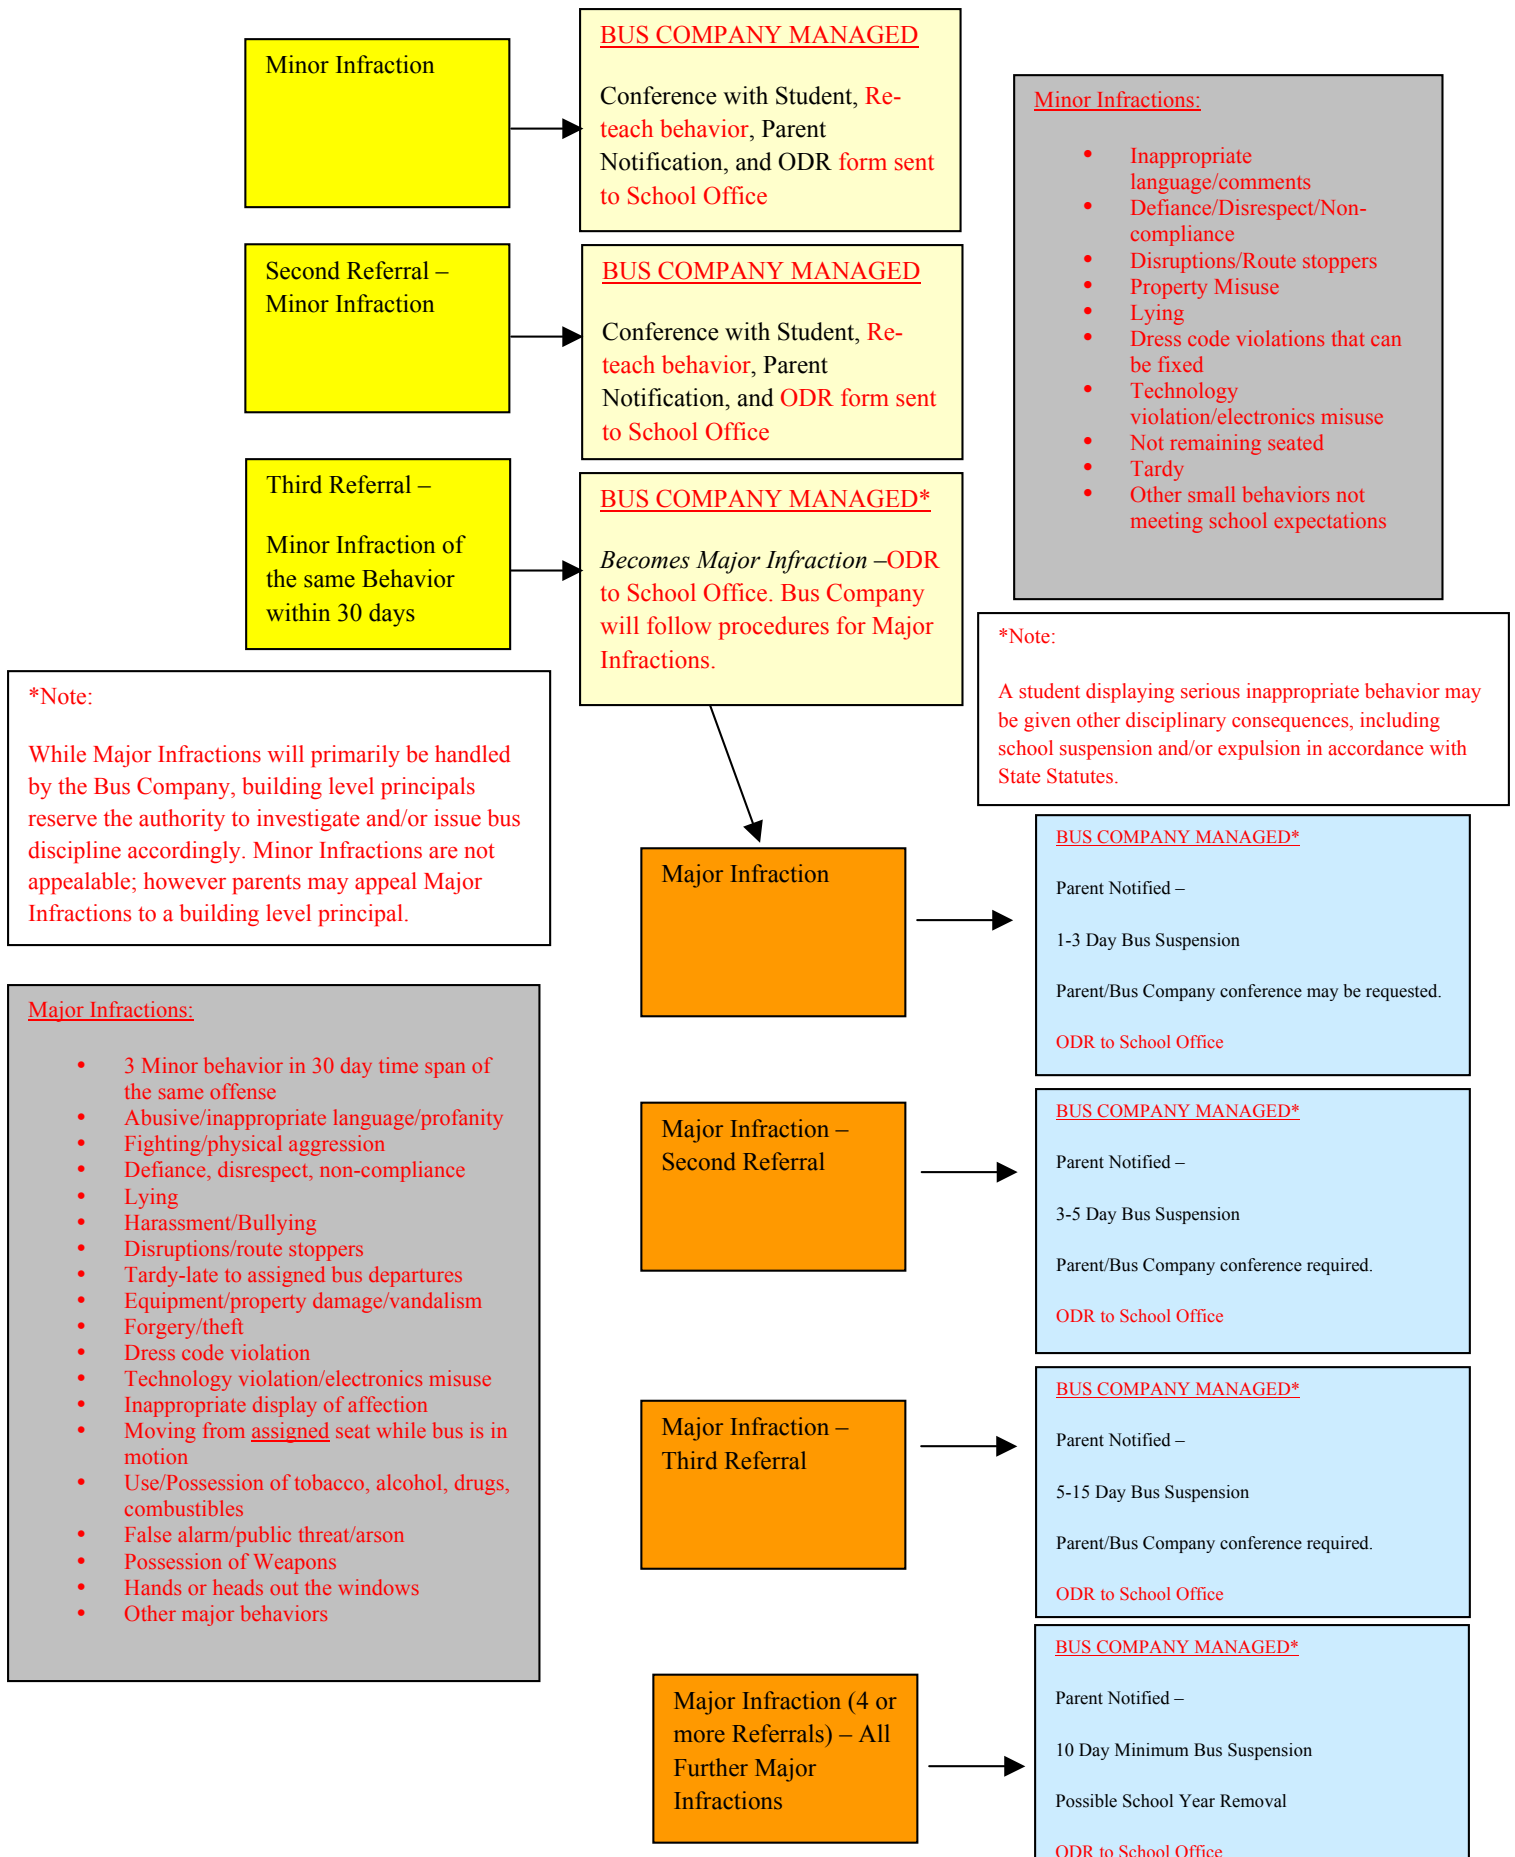 Minor Infraction
BUS COMPANY MANAGED
Conference with Student, Re-
teach behavior, Parent
Notification, and ODR form sent
to School Office
Second Referral –
Minor Infraction
BUS COMPANY MANAGED
Conference with Student, Re-
teach behavior, Parent
Notification, and ODR form sent
to School Office
Third Referral –
Minor Infraction of
the same Behavior
within 30 days
BUS COMPANY MANAGED*
Becomes Major Infraction –ODR
to School Office. Bus Company
will follow procedures for Major
Infractions.
Minor Infractions:
• Inappropriate
language/comments
• Defiance/Disrespect/Non-
compliance
• Disruptions/Route stoppers
• Property Misuse
• Lying
• Dress code violations that can
be fixed
• Technology
violation/electronics misuse
• Not remaining seated
• Tardy
• Other small behaviors not
meeting school expectations
*Note:
A student displaying serious inappropriate behavior may
be given other disciplinary consequences, including
school suspension and/or expulsion in accordance with
State Statutes.
*Note:
While Major Infractions will primarily be handled
by the Bus Company, building level principals
reserve the authority to investigate and/or issue bus
discipline accordingly. Minor Infractions are not
appealable; however parents may appeal Major
Infractions to a building level principal.
Major Infractions:
• 3 Minor behavior in 30 day time span of
the same offense
• Abusive/inappropriate language/profanity
• Fighting/physical aggression
• Defiance, disrespect, non-compliance
• Lying
• Harassment/Bullying
• Disruptions/route stoppers
• Tardy-late to assigned bus departures
• Equipment/property damage/vandalism
• Forgery/theft
• Dress code violation
• Technology violation/electronics misuse
• Inappropriate display of affection
• Moving from assigned seat while bus is in
motion
• Use/Possession of tobacco, alcohol, drugs,
combustibles
• False alarm/public threat/arson
• Possession of Weapons
• Hands or heads out the windows
• Other major behaviors
Major Infraction
BUS COMPANY MANAGED*
Parent Notified –
1-3 Day Bus Suspension
Parent/Bus Company conference may be requested.
ODR to School Office
Major Infraction –
Second Referral
BUS COMPANY MANAGED*
Parent Notified –
3-5 Day Bus Suspension
Parent/Bus Company conference required.
ODR to School Office
Major Infraction –
Third Referral
BUS COMPANY MANAGED*
Parent Notified –
5-15 Day Bus Suspension
Parent/Bus Company conference required.
ODR to School Office
Major Infraction (4 or
more Referrals) – All
Further Major
Infractions
BUS COMPANY MANAGED*
Parent Notified –
10 Day Minimum Bus Suspension
Possible School Year Removal
ODR to School Office